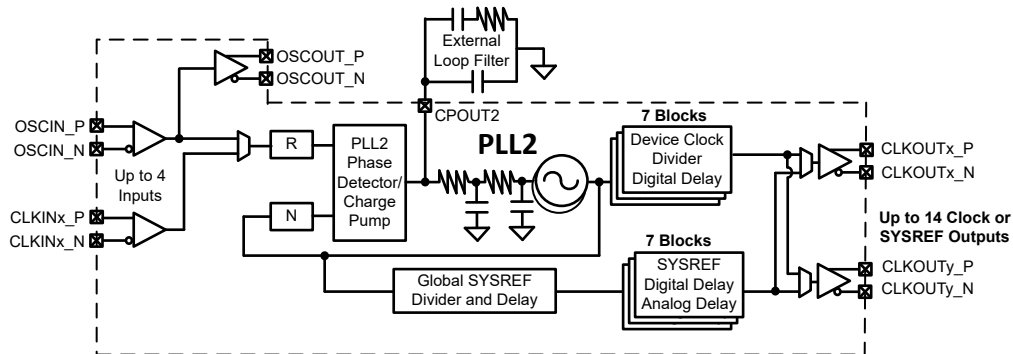 External
Loop Filter
OSCOUT_P
OSCOUT_N
CPOUT2
OSCIN_P
OSCIN_N
Up to 4
Inputs
CLKINx_P
CLKINx_N
R
N
PLL2
Phase
Detector/
Charge
Pump
PLL2
7 Blocks
Device Clock
Divider
Digital Delay
CLKOUTx_P
CLKOUTx_N
Up to 14 Clock or
SYSREF Outputs
7 Blocks
SYSREF
Digital Delay
Analog Delay
Global SYSREF
Divider and Delay
CLKOUTy_P
CLKOUTy_N